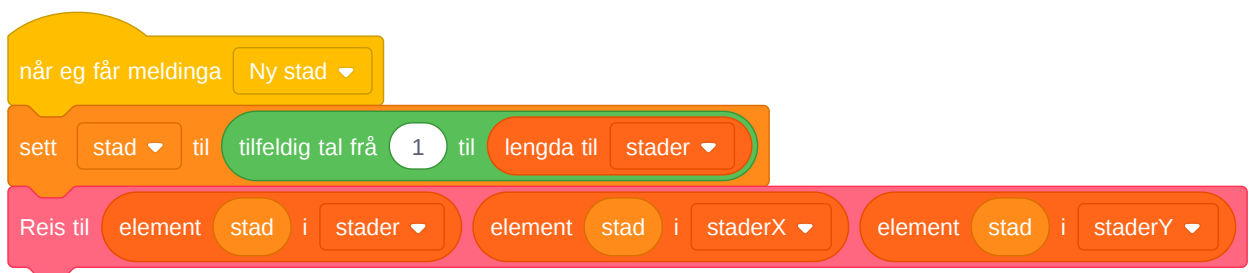 når eg får meldinga Ny stad
sett stad til tilfeldig tal frå 1 til lengda til stader
Reis til element stad i stader element stad i staderX element stad i staderY